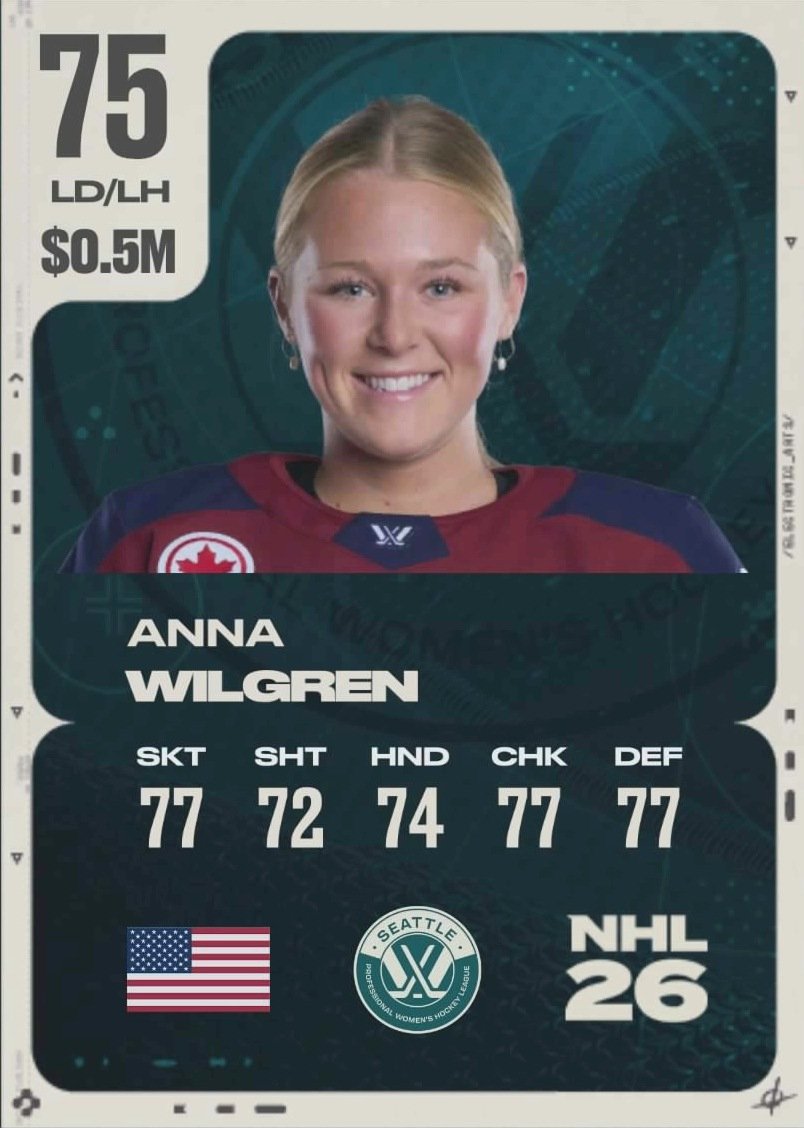 75
LD/LH
$0.5M
ANNA
WILGREN
SKT SHT HND CHK DEF
77 72 74 77 77
SEATTLE
PROFESSIONAL WOMEN'S HOCKEY LEAGUE
NHL
26